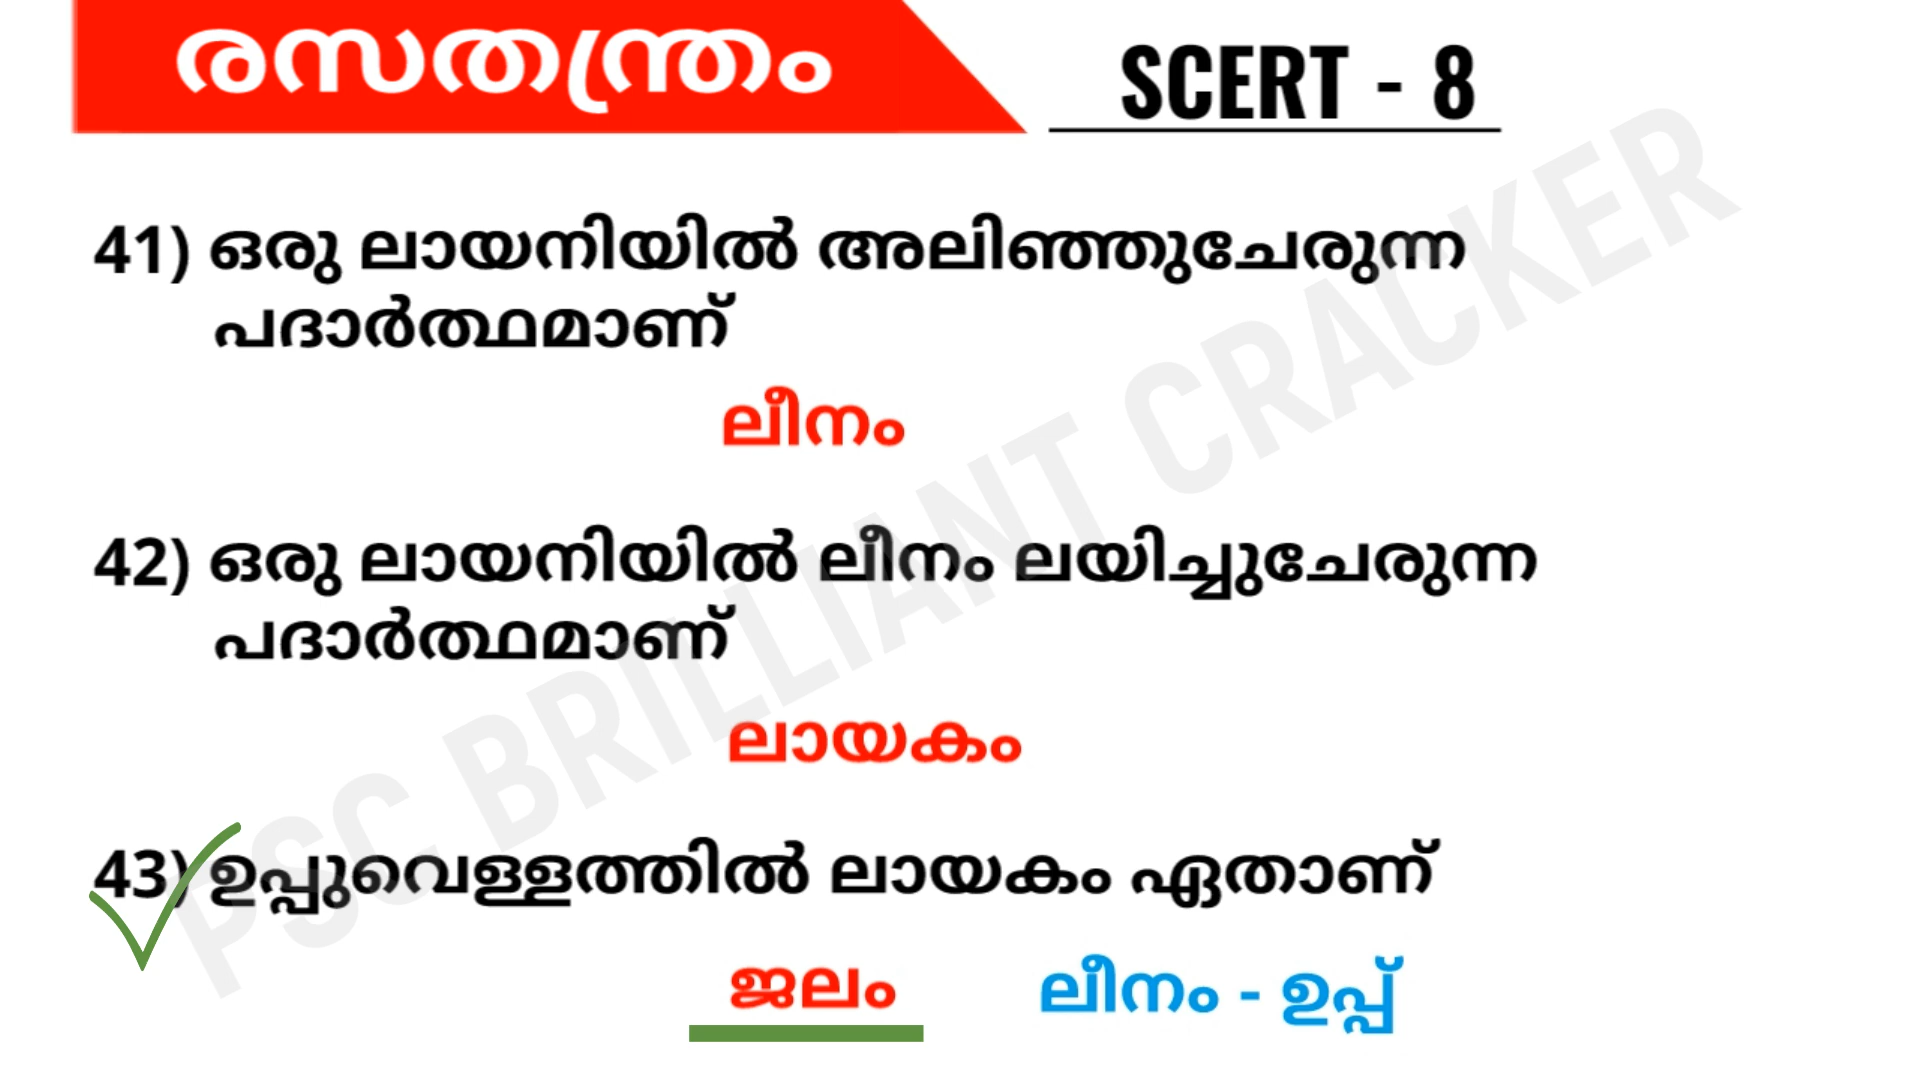 രസതന്ത്രം
SCERT - 8
41) ഒരു ലായനിയിൽ അലിഞ്ഞുചേരുന്ന
പദാർത്ഥമാണ്
ലീനം
42) ഒരു ലായനിയിൽ ലീനം ലയിച്ചുചേരുന്ന
പദാർത്ഥമാണ്
ലായകം
43) ഉപ്പുവെള്ളത്തിൽ ലായകം ഏതാണ്
ജലം ലീനം - ഉപ്പ്
PSC BRILLIANT CRACKER